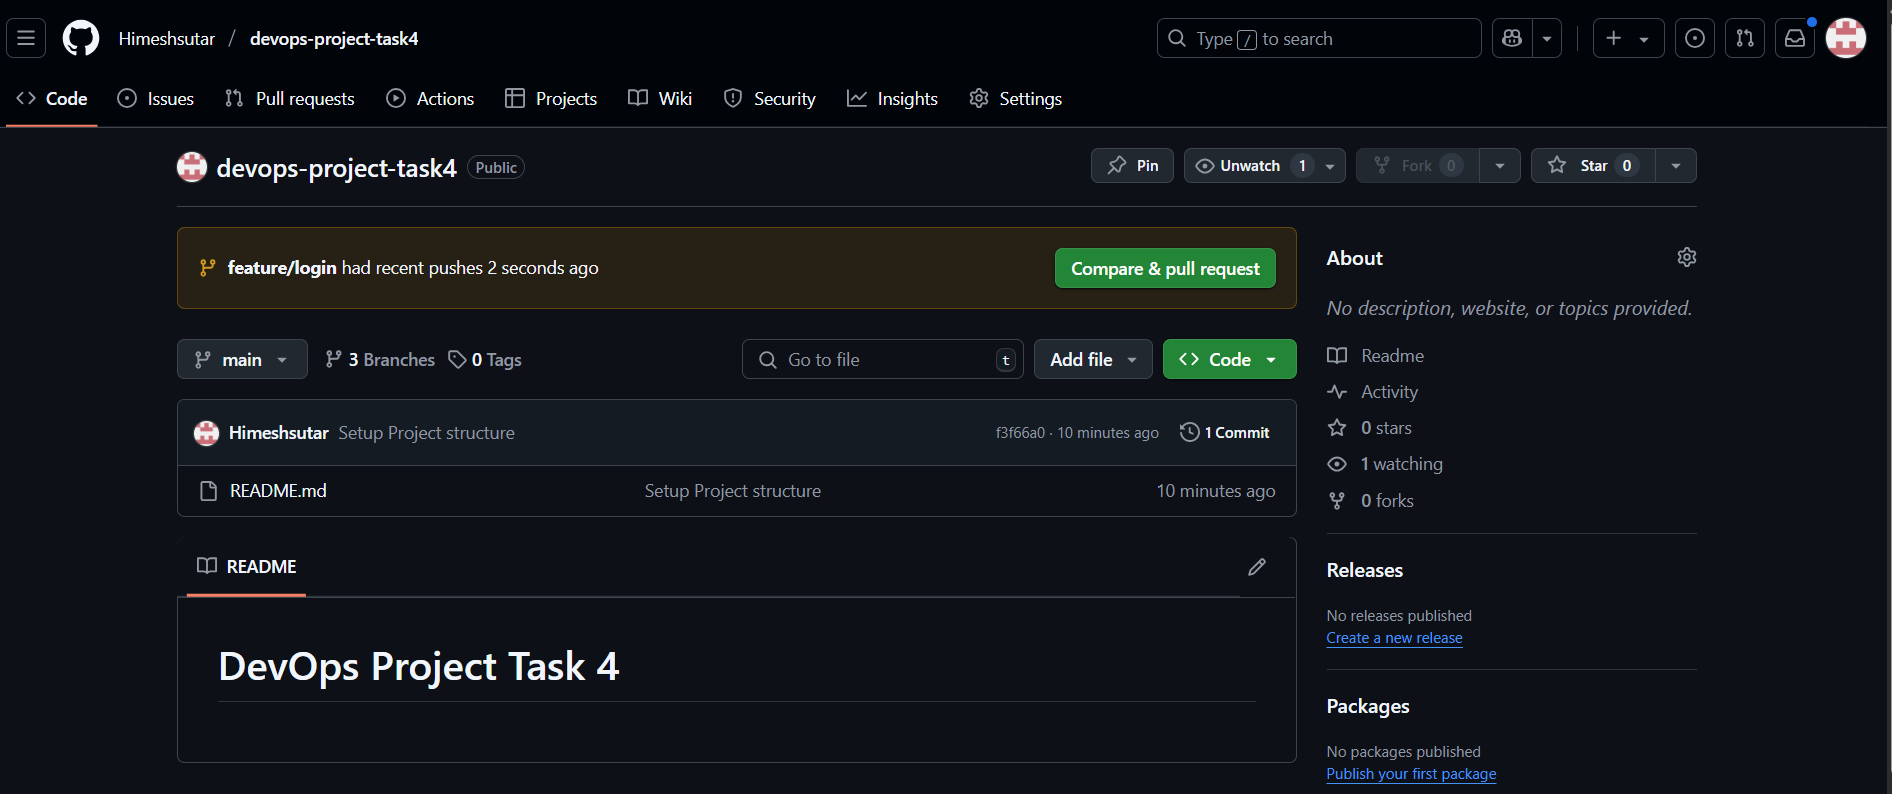 Himeshsutar / devops-project-task4
Type / to search
Code Issues Pull requests Actions Projects Wiki Security Insights Settings
devops-project-task4 Public
Pin Unwatch 1 Fork 0 Star 0
feature/login had recent pushes 2 seconds ago
Compare & pull request
main 3 Branches 0 Tags
Go to file t
Add file
Code
Himeshsutar Setup Project structure f3f66a0 · 10 minutes ago 1 Commit
README.md Setup Project structure 10 minutes ago
README
DevOps Project Task 4
About
No description, website, or topics provided.
Readme
Activity
0 stars
1 watching
0 forks
Releases
No releases published
Create a new release
Packages
No packages published
Publish your first package